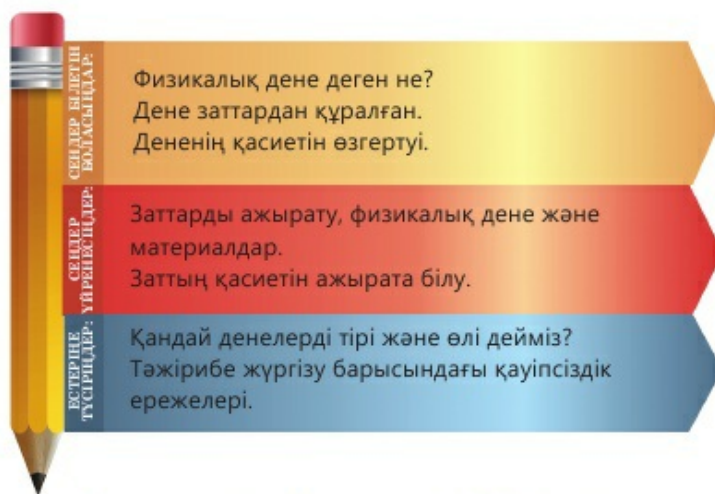 СЕНДЕР БІЛЕТІН
БОЛАСЫҢДАР:
Физикалық дене деген не?
Дене заттардан құралған.
Дененің қасиетін өзгертуі.
СЕНДЕР
ҮЙРЕНЕСІҢДЕР:
Заттарды ажырату, физикалық дене және
материалдар.
Заттың қасиетін ажырата білу.
ЕСТЕРІҢЕ
ТҮСІРІҢДЕР:
Қандай денелерді тірі және өлі дейміз?
Тәжірибе жүргізу барысындағы қауіпсіздік
ережелері.